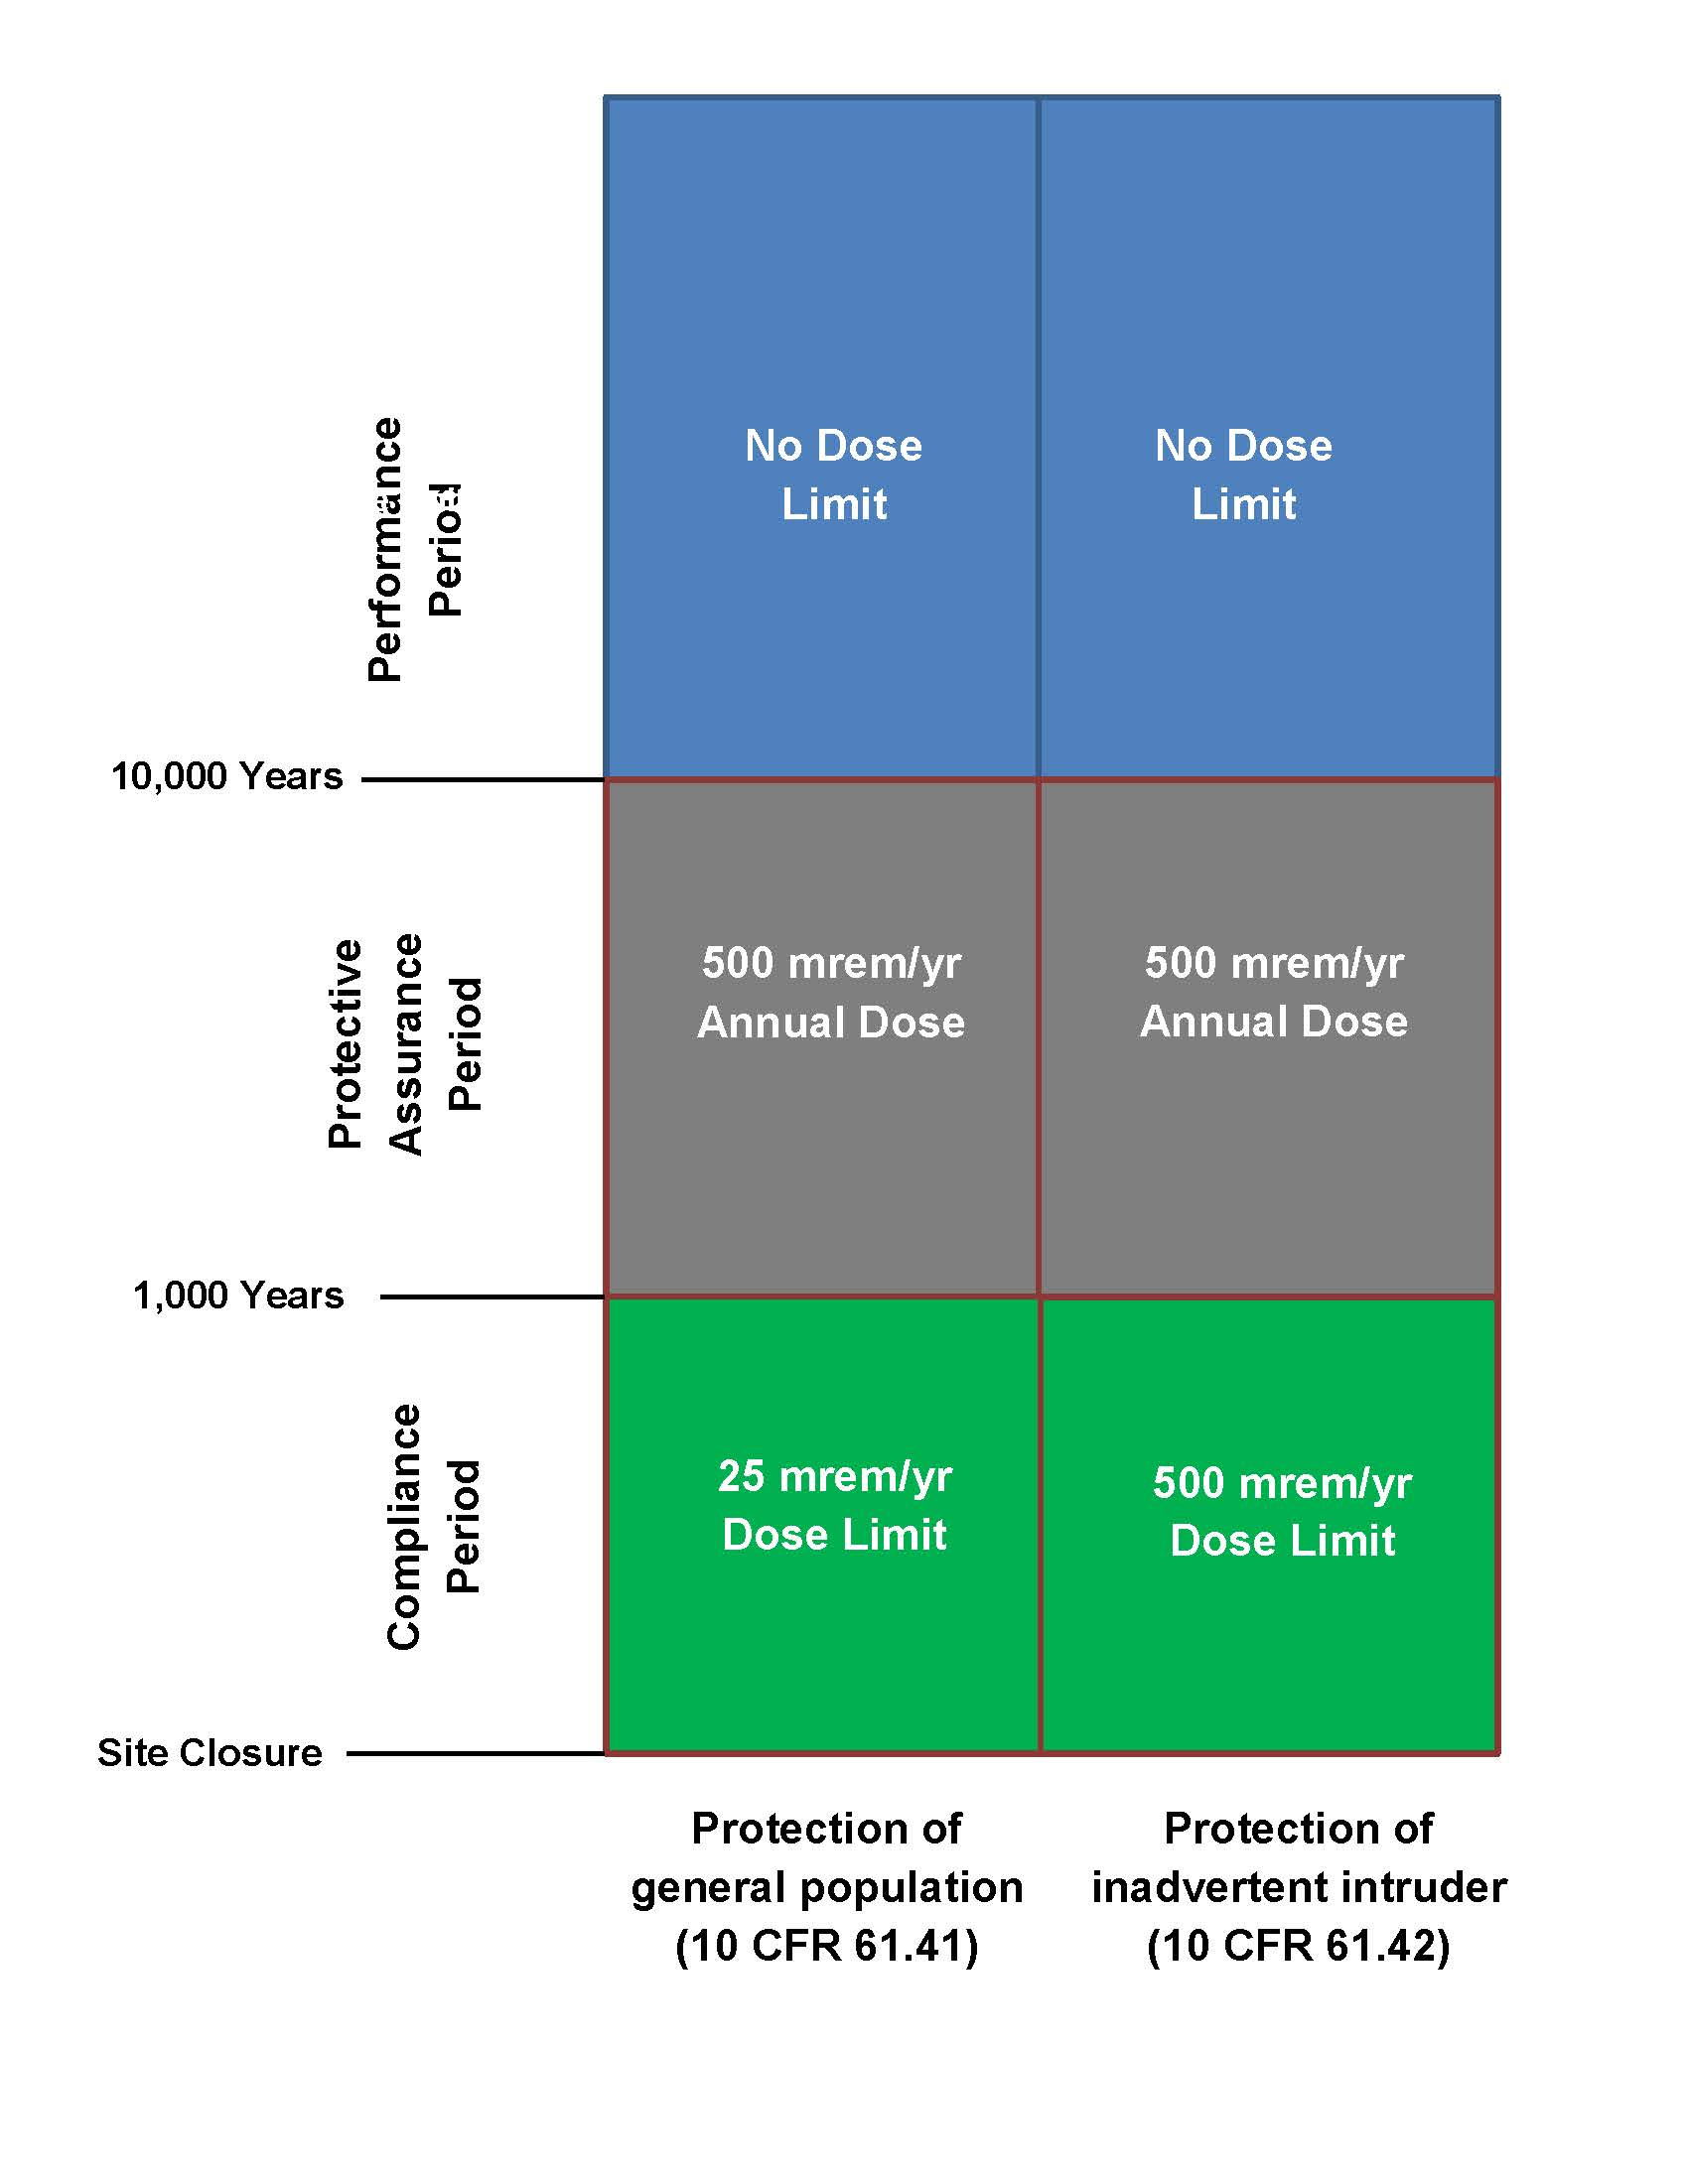 Performance
Period
No Dose
Limit
No Dose
Limit
10,000 Years
Protective
Assurance
Period
500 mrem/yr
Annual Dose
500 mrem/yr
Annual Dose
1,000 Years
Compliance
Period
25 mrem/yr
Dose Limit
500 mrem/yr
Dose Limit
Site Closure
Protection of
general population
(10 CFR 61.41)
Protection of
inadvertent intruder
(10 CFR 61.42)